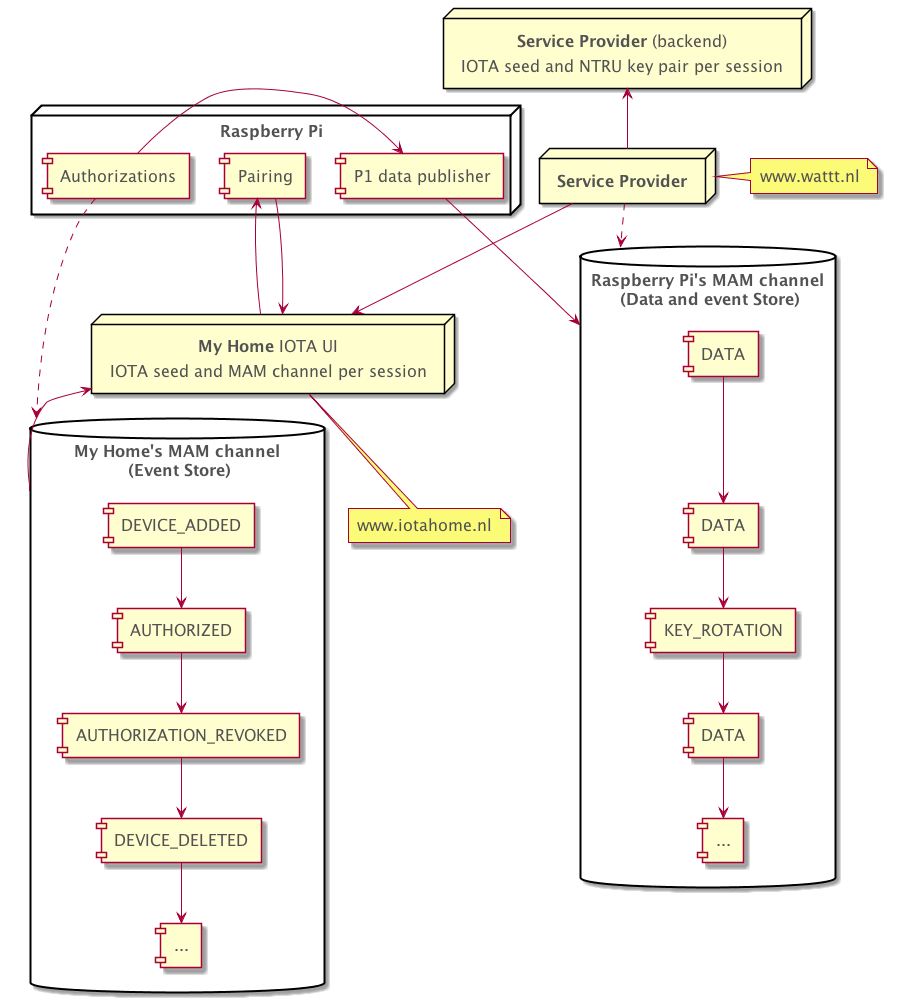 Service Provider (backend)
IOTA seed and NTRU key pair per session
Raspberry Pi
Authorizations
Pairing
P1 data publisher
Service Provider
www.wattt.nl
Raspberry Pi's MAM channel
(Data and event Store)
DATA
My Home IOTA UI
IOTA seed and MAM channel per session
My Home's MAM channel
(Event Store)
www.iotahome.nl
DEVICE_ADDED
DATA
AUTHORIZED
KEY_ROTATION
AUTHORIZATION_REVOKED
DATA
DEVICE_DELETED
...
...